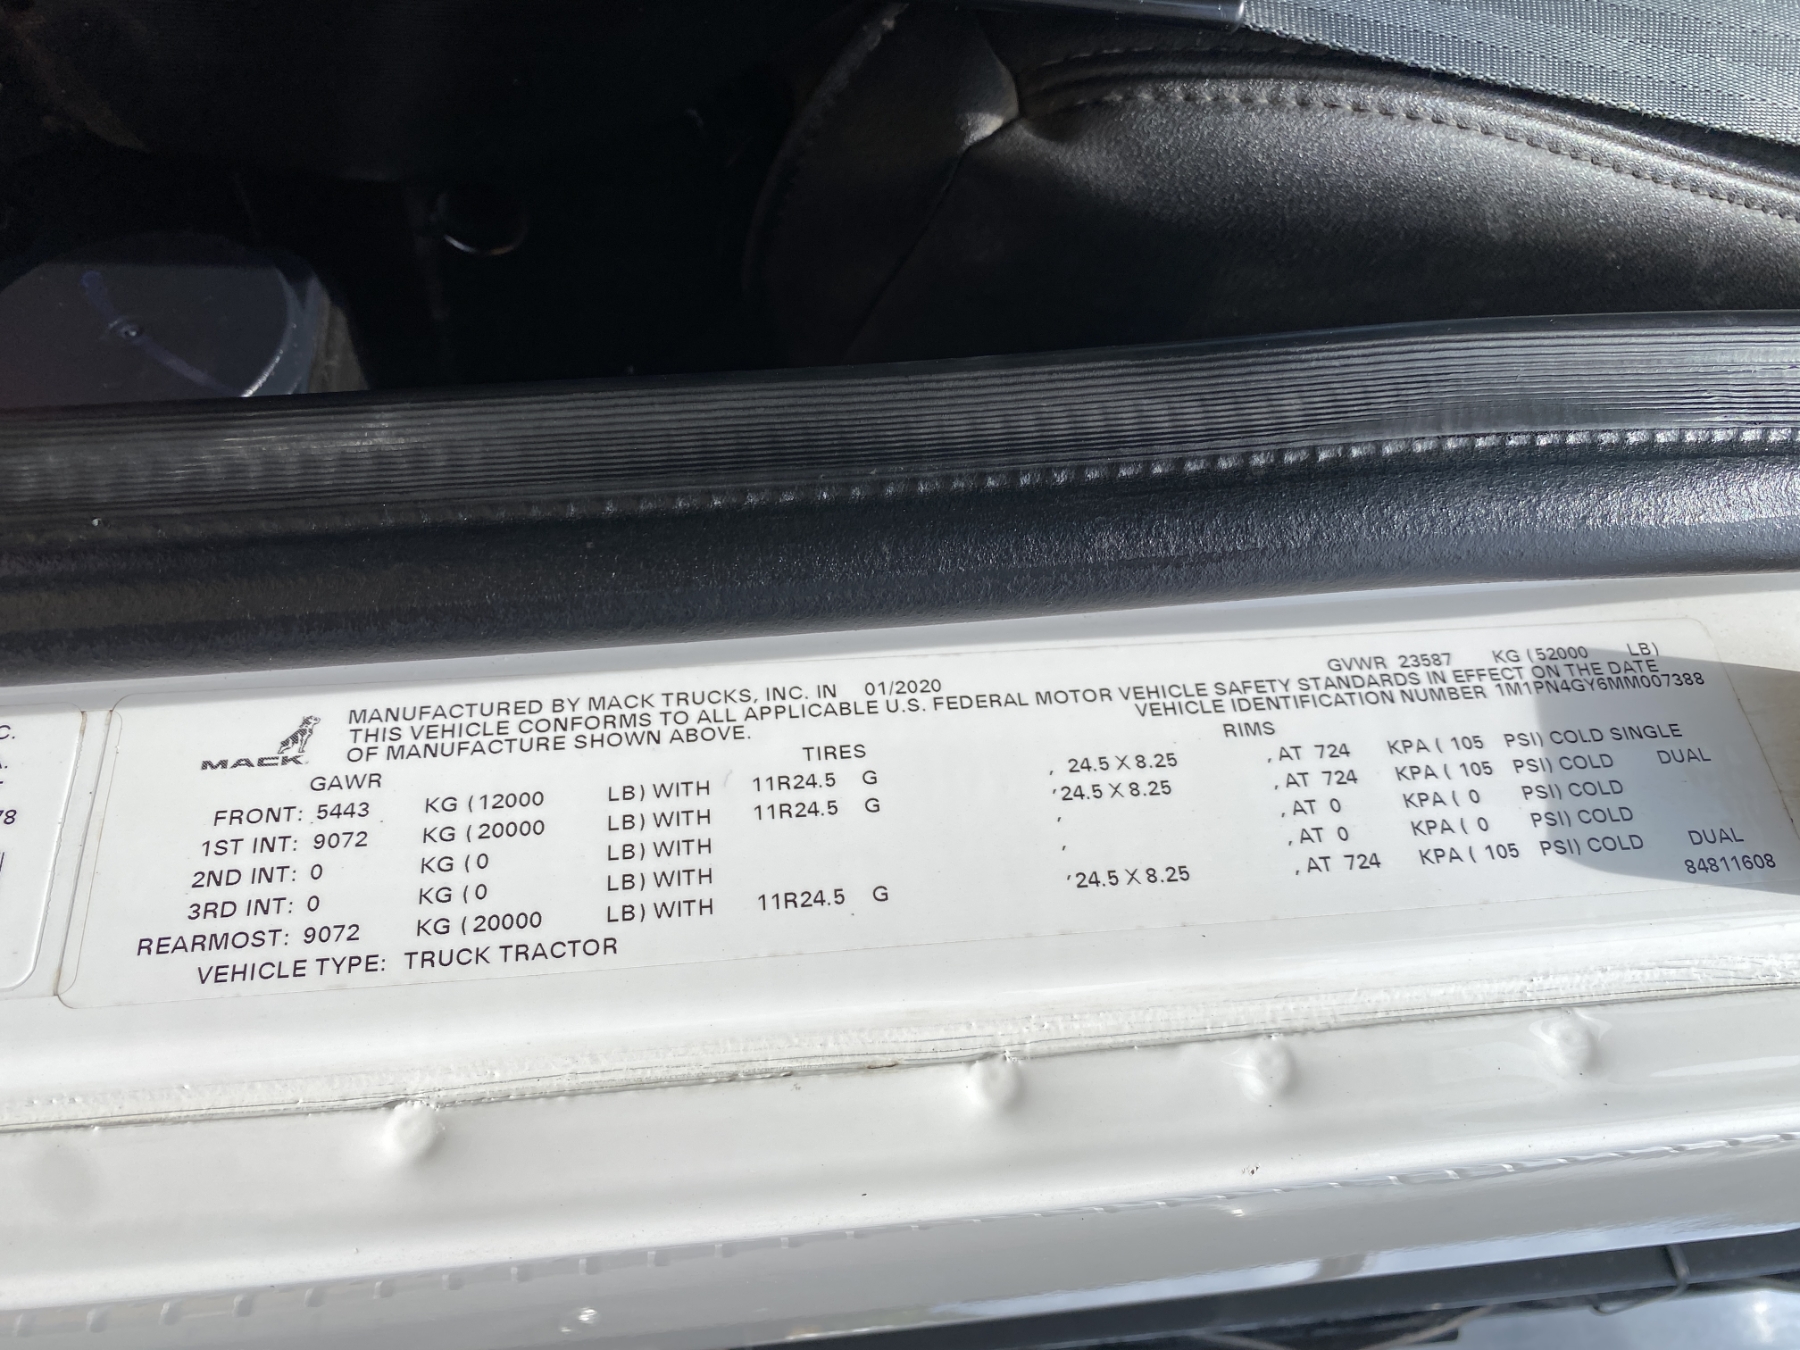 GVWR 23587 KG (52000 LB)
MANUFACTURED BY MACK TRUCKS, INC. IN 01/2020
THIS VEHICLE CONFORMS TO ALL APPLICABLE U.S. FEDERAL MOTOR VEHICLE SAFETY STANDARDS IN EFFECT ON THE DATE
OF MANUFACTURE SHOWN ABOVE. VEHICLE IDENTIFICATION NUMBER 1M1PN4GY6MM007388
MACK
GAWR TIRES RIMS
FRONT: 5443 KG (12000 LB) WITH 11R24.5 G , 24.5 X 8.25 , AT 724 KPA ( 105 PSI) COLD SINGLE
1ST INT: 9072 KG (20000 LB) WITH 11R24.5 G , 24.5 X 8.25 , AT 724 KPA ( 105 PSI) COLD DUAL
2ND INT: 0 KG (0 LB) WITH , , AT 0 KPA ( 0 PSI) COLD
3RD INT: 0 KG (0 LB) WITH , , AT 0 KPA ( 0 PSI) COLD
REARMOST: 9072 KG (20000 LB) WITH 11R24.5 G , 24.5 X 8.25 , AT 724 KPA ( 105 PSI) COLD DUAL
VEHICLE TYPE: TRUCK TRACTOR 84811608
C.
78